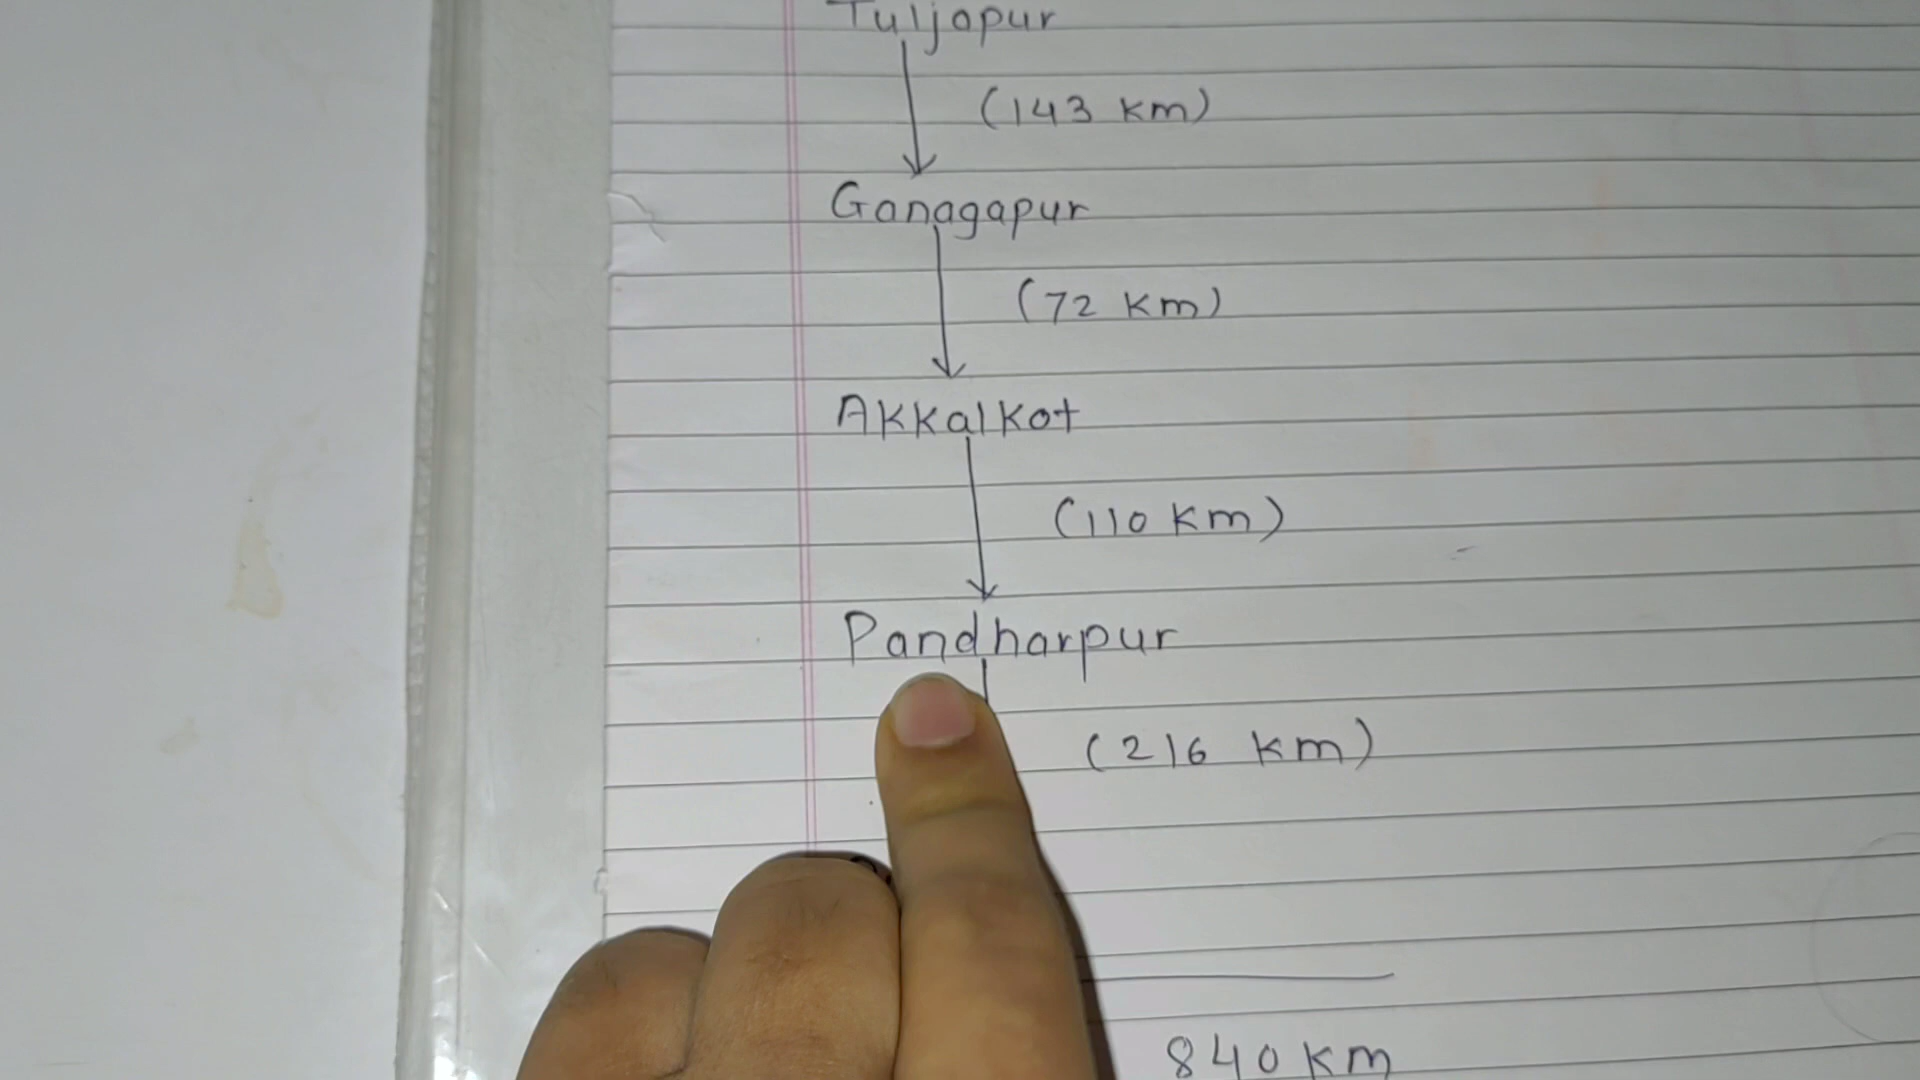 Tuljapur
(143 km)
Ganagapur
(72 km)
Akkalkot
(110 km)
Pandharpur
(216 km)
840 km